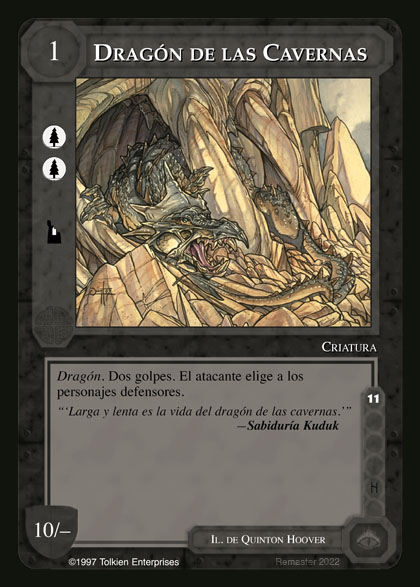 1
DRAGÓN DE LAS CAVERNAS
CRIATURA
Dragón. Dos golpes. El atacante elige a los
personajes defensores.
“‘Larga y lenta es la vida del dragón de las cavernas.’”
–Sabiduría Kuduk
11
10/–
IL. DE QUINTON HOOVER
©1997 Tolkien Enterprises
Remaster 2022